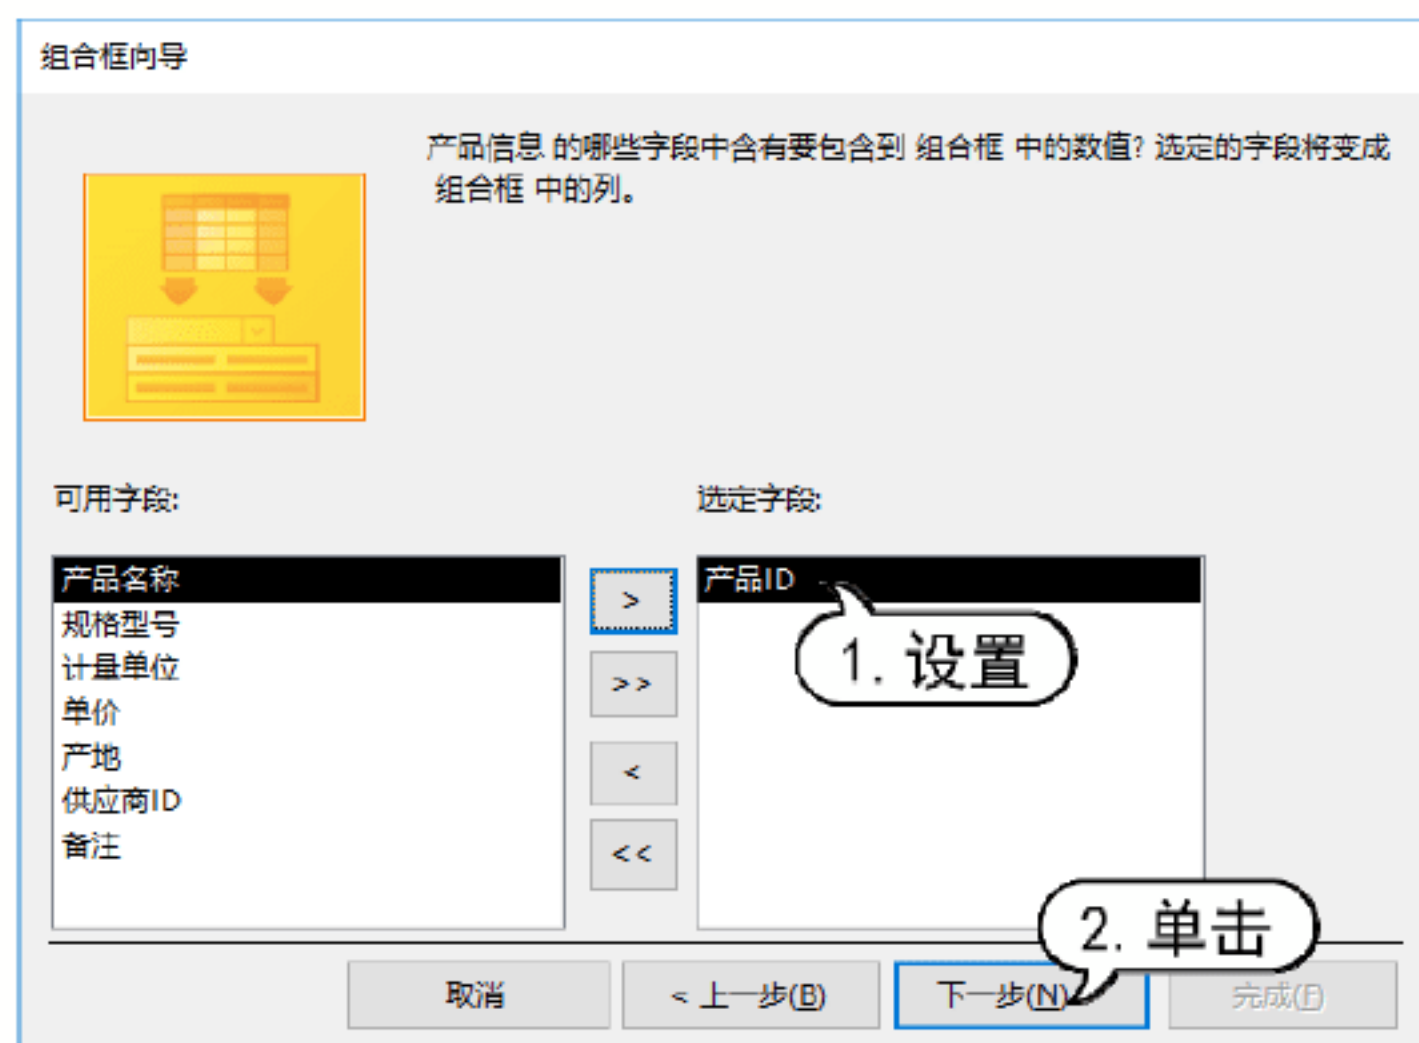 组合框向导
产品信息 的哪些字段中含有要包含到 组合框 中的数值? 选定的字段将变成
组合框 中的列。
可用字段:
选定字段:
产品名称
规格型号
计量单位
单价
产地
供应商ID
备注
>
>>
<
<<
产品ID
1. 设置
2. 单击
取消
< 上一步(B)
下一步(N)
完成(F)